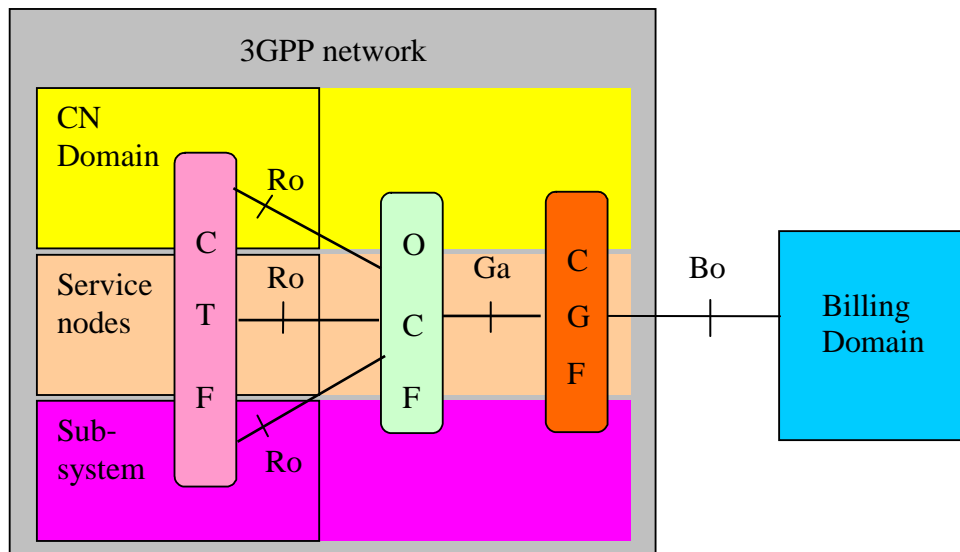 3GPP network
CN
Domain
Ro
C
T
F
O
C
F
Ga
C
G
F
Bo
Service
nodes
Ro
Billing
Domain
Sub-
system
Ro